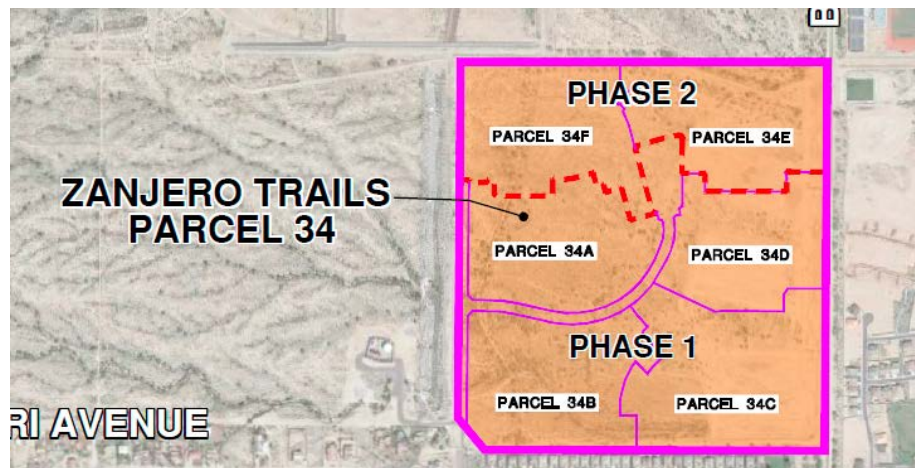 PHASE 2
PARCEL 34F
PARCEL 34E
ZANJERO TRAILS
PARCEL 34
PARCEL 34A
PARCEL 34D
PHASE 1
PARCEL 34B
PARCEL 34C
RI AVENUE